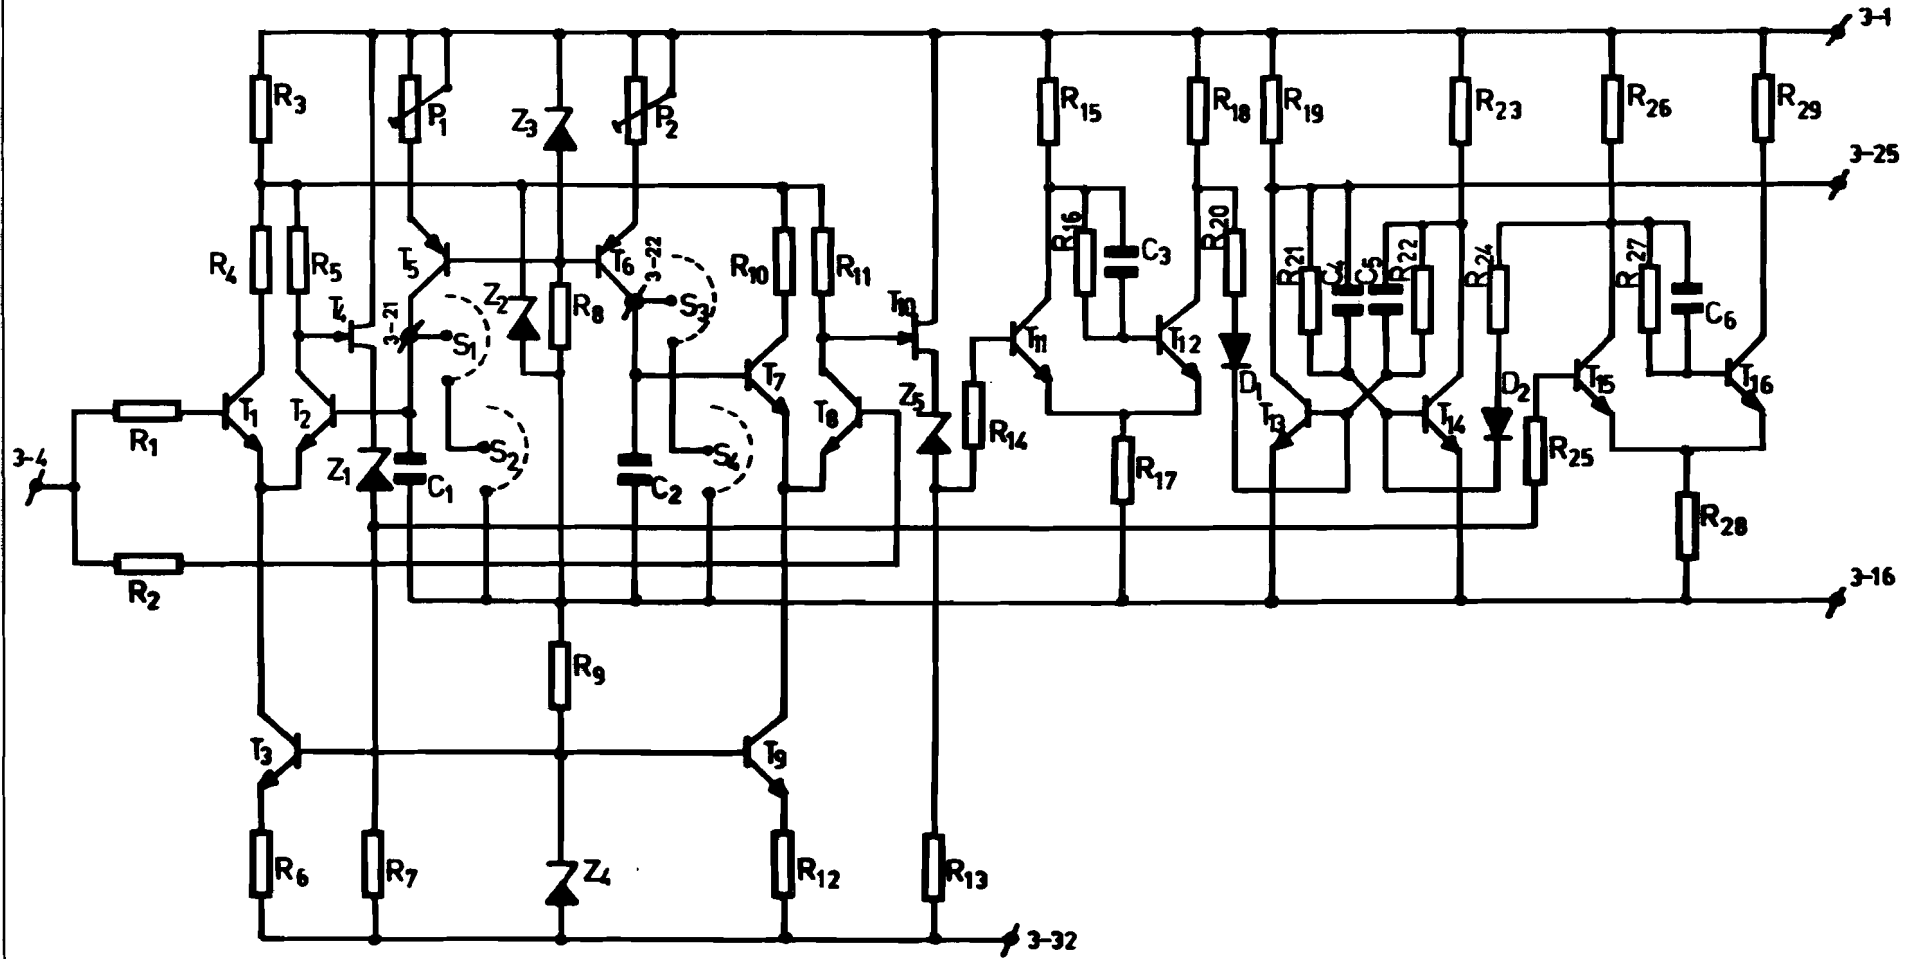 3-1
R3
P1
Z3
P2
R15
R18
R19
R23
R26
R29
3-25
R4
R5
T5
T6
3-22
R10
R11
R16
C3
R20
R21
C4
C5
R22
R24
R27
C6
T4
3-21
S1
Z2
R8
S3
T10
T11
T12
D1
T7
T15
T16
D2
R1
T1
T2
T8
Z5
R14
T13
T14
R25
3-4
Z1
C1
S2
C2
S4
R17
R28
R2
3-16
R9
T3
T9
R6
R7
Z4
R12
R13
3-32